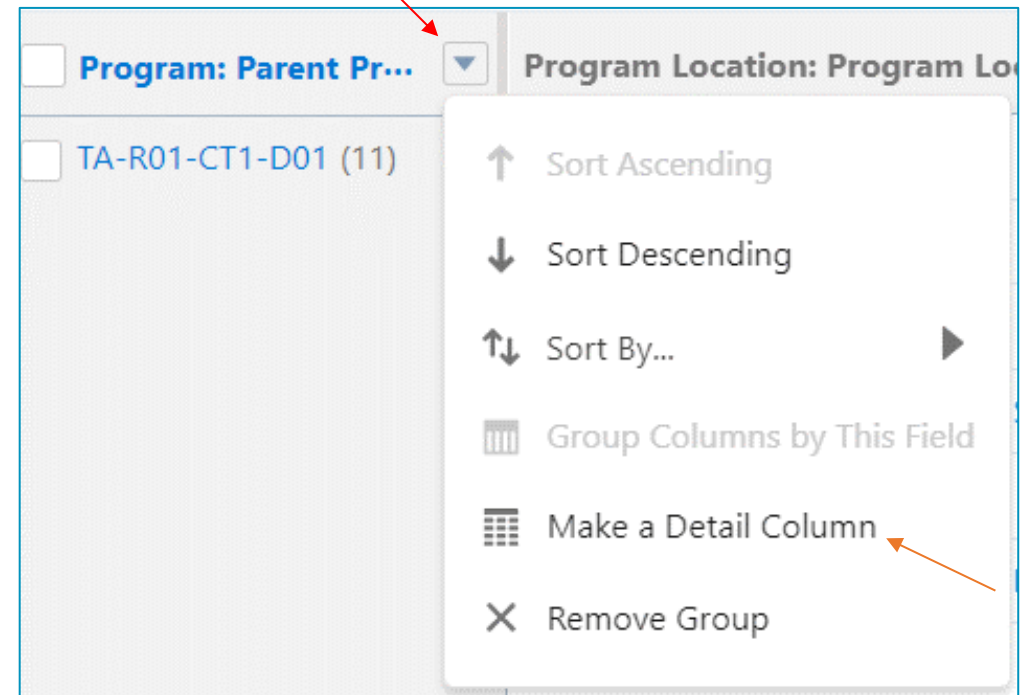 Program: Parent Pr... Program Location: Program Lo
TA-R01-CT1-D01 (11)
Sort Ascending
Sort Descending
Sort By...
Group Columns by This Field
Make a Detail Column
Remove Group